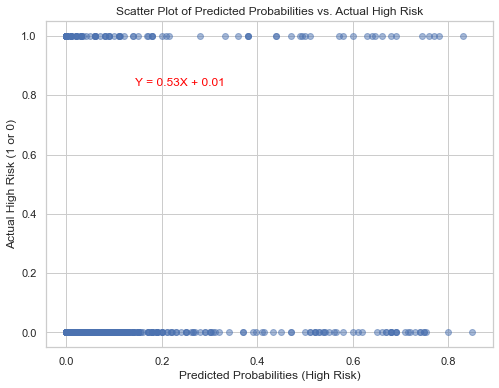 Scatter Plot of Predicted Probabilities vs. Actual High Risk
1.0
Y = 0.53X + 0.01
0.8
0.6
0.4
0.2
0.0
Actual High Risk (1 or 0)
0.0 0.2 0.4 0.6 0.8
Predicted Probabilities (High Risk)